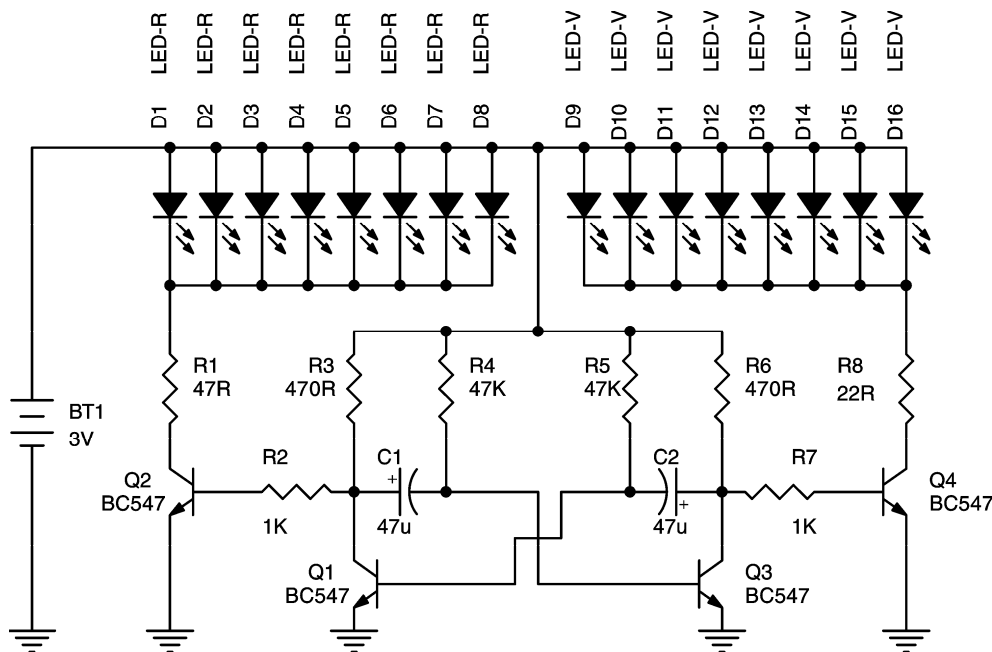 LED-R LED-R LED-R LED-R LED-R LED-R LED-R LED-R LED-V LED-V LED-V LED-V LED-V LED-V LED-V LED-V
D1 D2 D3 D4 D5 D6 D7 D8 D9 D10 D11 D12 D13 D14 D15 D16
R1
47R
R3
470R
R4
47K
R5
47K
R6
470R
R8
22R
BT1
3V
Q2
BC547
R2
1K
C1
+
47u
C2
+
47u
R7
1K
Q4
BC547
Q1
BC547
Q3
BC547